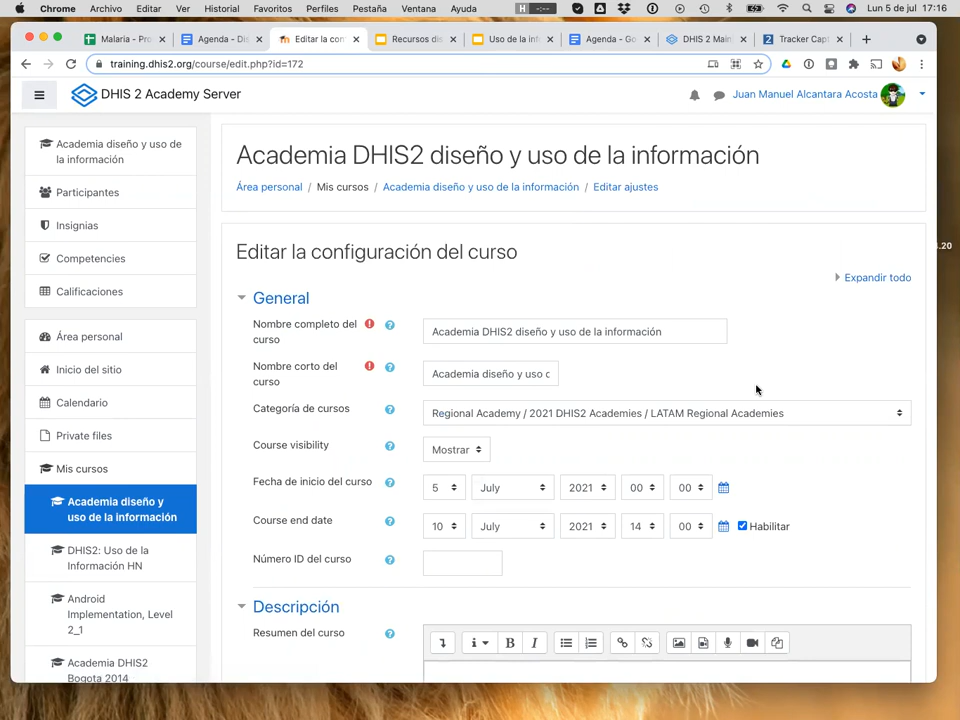 Chrome Archivo Editar Ver Historial Favoritos Perfiles Pestaña Ventana Ayuda H -:-- Lun 5 de jul 17:16
Malaria - Pro Agenda - Dis Editar la con Recursos di Uso de la in Agenda - Go DHIS 2 Main Tracker Capt
training.dhis2.org/course/edit.php?id=172
DHIS 2 Academy Server
Juan Manuel Alcantara Acosta
Academia diseño y uso de
la información
Participantes
Insignias
Competencies
Calificaciones
Área personal
Inicio del sitio
Calendario
Private files
Mis cursos
Academia diseño y
uso de la información
DHIS2: Uso de la
Información HN
Android
Implementation, Level
2_1
Academia DHIS2
Bogota 2014
Academia DHIS2 diseño y uso de la información
Área personal / Mis cursos / Academia diseño y uso de la información / Editar ajustes
Editar la configuración del curso
Expandir todo
General
Nombre completo del
curso
Academia DHIS2 diseño y uso de la información
Nombre corto del
curso
Academia diseño y uso d
Categoría de cursos
Regional Academy / 2021 DHIS2 Academies / LATAM Regional Academies
Course visibility
Mostrar
Fecha de inicio del curso
5 July 2021 00 00
Course end date
10 July 2021 14 00 Habilitar
Número ID del curso
Descripción
Resumen del curso
i B I
4.20